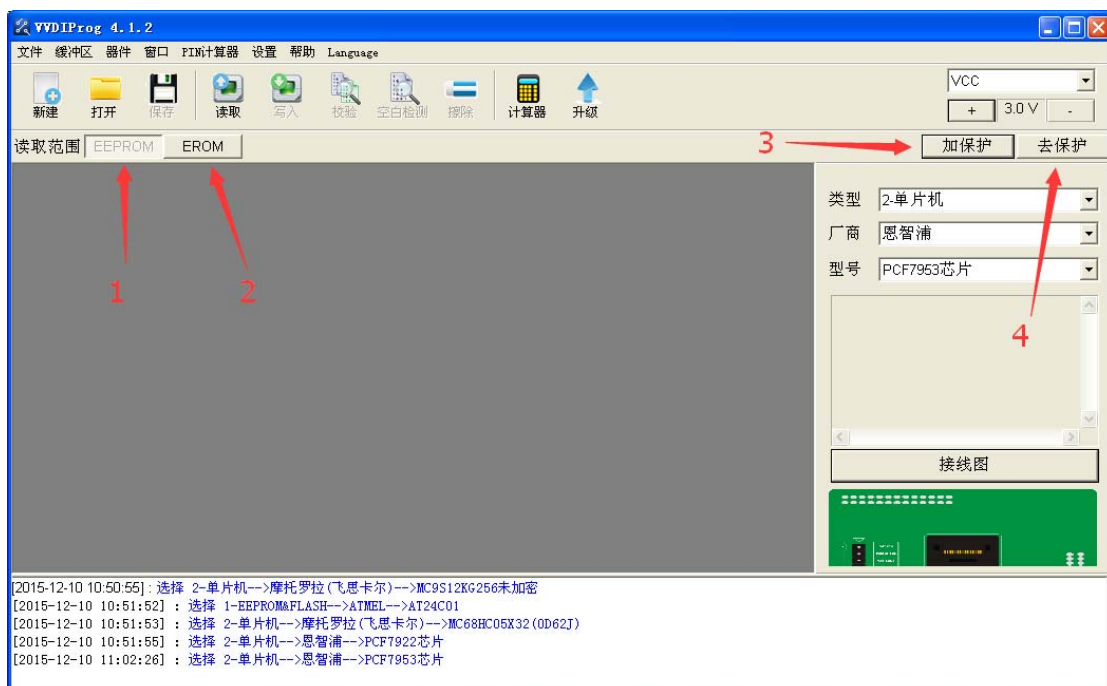 VVDIProg 4.1.2
文件 缓冲区 器件 窗口 PIN计算器 设置 帮助 Language
新建 打开 保存 读取 写入 校验 空白检测 擦除 计算器 升级
VCC
+ 3.0 V -
读取范围 EEPROM EROM 3 加保护 去保护
类型 2-单片机
厂商 恩智浦
型号 PCF7953芯片
1 2
4
接线图
[2015-12-10 10:50:55] : 选择 2-单片机-->摩托罗拉(飞思卡尔)-->MC9S12KG256未加密
[2015-12-10 10:51:52] : 选择 1-EEPROM&FLASH-->ATMEL-->AT24C01
[2015-12-10 10:51:53] : 选择 2-单片机-->摩托罗拉(飞思卡尔)-->MC68HC05X32(0D62J)
[2015-12-10 10:51:55] : 选择 2-单片机-->恩智浦-->PCF7922芯片
[2015-12-10 11:02:26] : 选择 2-单片机-->恩智浦-->PCF7953芯片